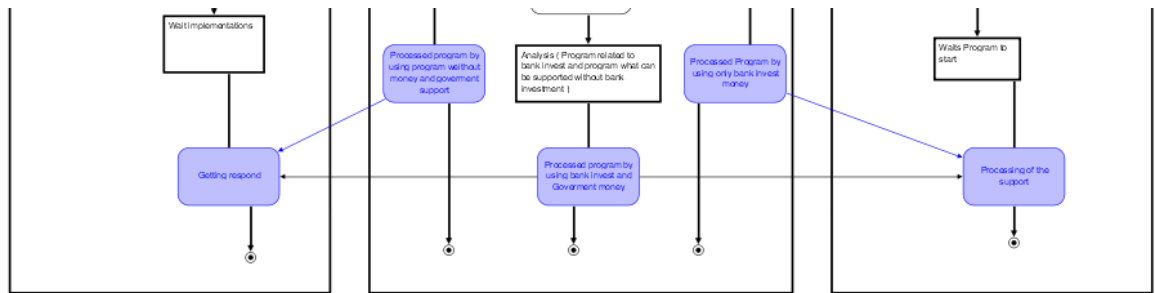 Wait implementations
Processed program by
using program weithout
money and goverment
support
Analysis ( Program related to
bank invest and program what can
be supported without bank
investment )
Processed Program by
using only bank invest
money
Waits Program to
start
Getting respond
Processed program by
using bank invest and
Goverment money
Processing of the
support